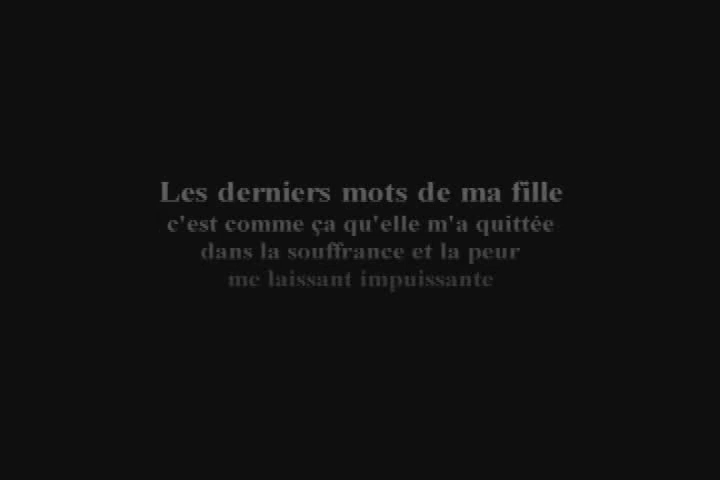 Les derniers mots de ma fille
c'est comme ça qu'elle m'a quittée
dans la souffrance et la peur
me laissant impuissante